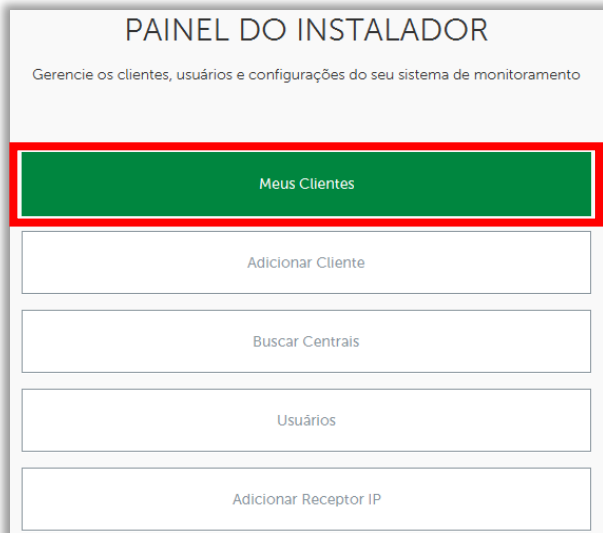 PAINEL DO INSTALADOR
Gerencie os clientes, usuários e configurações do seu sistema de monitoramento
Meus Clientes
Adicionar Cliente
Buscar Centrais
Usuários
Adicionar Receptor IP